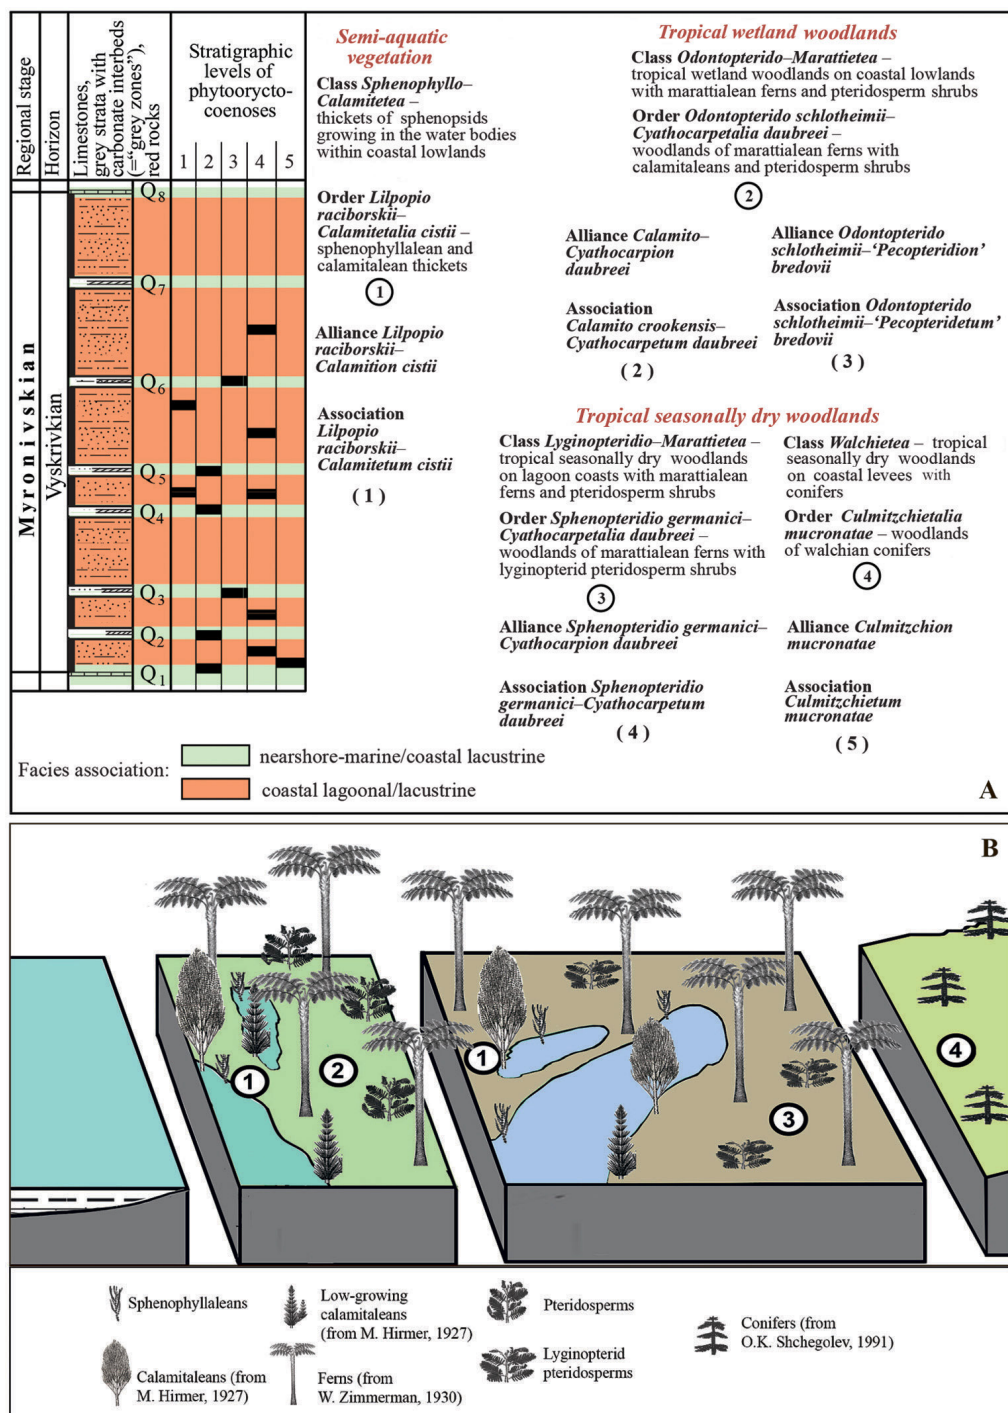 Regional stage
Horizon
Limestones,
grey strata with
carbonate interbeds
(=“grey zones”),
red rocks
Stratigraphic
levels of
phytoorycto-
coenoses
1 2 3 4 5
Myronivskian
Vyskrivkian
Q8
Q7
Q6
Q5
Q4
Q3
Q2
Q1
Semi-aquatic
vegetation
Class Sphenophyllo–
Calamitetea –
thickets of sphenopsids
growing in the water bodies
within coastal lowlands
Order Lilpopio
raciborskii–
Calamitetalia cistii –
sphenophyllalean and
calamitalean thickets
1
Alliance Lilpopio
raciborskii–
Calamition cistii
Association
Lilpopio
raciborskii–
Calamitetum cistii
( 1 )
Tropical wetland woodlands
Class Odontopterido–Marattietea –
tropical wetland woodlands on coastal lowlands
with marattialean ferns and pteridosperm shrubs
Order Odontopterido schlotheimii–
Cyathocarpetalia daubreei –
woodlands of marattialean ferns with
calamitaleans and pteridosperm shrubs
2
Alliance Calamito–
Cyathocarpion
daubreei
Association
Calamito crookensis–
Cyathocarpetum daubreei
( 2 )
Alliance Odontopterido
schlotheimii–‘Pecopteridion’
bredovii
Association Odontopterido
schlotheimii–‘Pecopteridetum’
bredovii
( 3 )
Tropical seasonally dry woodlands
Class Lyginopteridio–Marattietea –
tropical seasonally dry woodlands
on lagoon coasts with marattialean
ferns and pteridosperm shrubs
Order Sphenopteridio germanici–
Cyathocarpetalia daubreei –
woodlands of marattialean ferns with
lyginopterid pteridosperm shrubs
3
Alliance Sphenopteridio germanici–
Cyathocarpion daubreei
Association Sphenopteridio
germanici–Cyathocarpetum
daubreei
( 4 )
Class Walchietea – tropical
seasonally dry woodlands
on coastal levees with
conifers
Order Culmitzchietalia
mucronatae – woodlands
of walchian conifers
4
Alliance Culmitzchion
mucronatae
Association
Culmitzchietum
mucronatae
( 5 )
Facies association:
nearshore-marine/coastal lacustrine
coastal lagoonal/lacustrine
A
B
1
2
1
3
4
Sphenophyllaleans
Calamitaleans (from
M. Hirmer, 1927)
Low-growing
calamitaleans
(from M. Hirmer, 1927)
Ferns (from
W. Zimmerman, 1930)
Pteridosperms
Lyginopterid
pteridosperms
Conifers (from
O.K. Shchegolev, 1991)